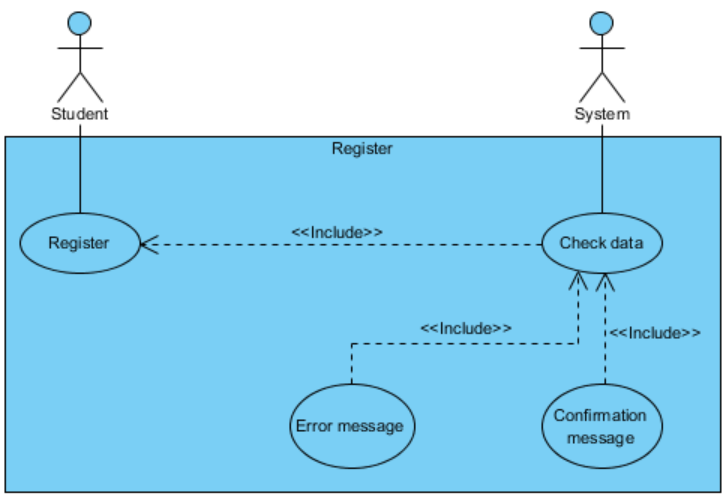 Student
System
Register
Register
<<Include>>
Check data
<<Include>>
<<Include>>
Error message
Confirmation
message